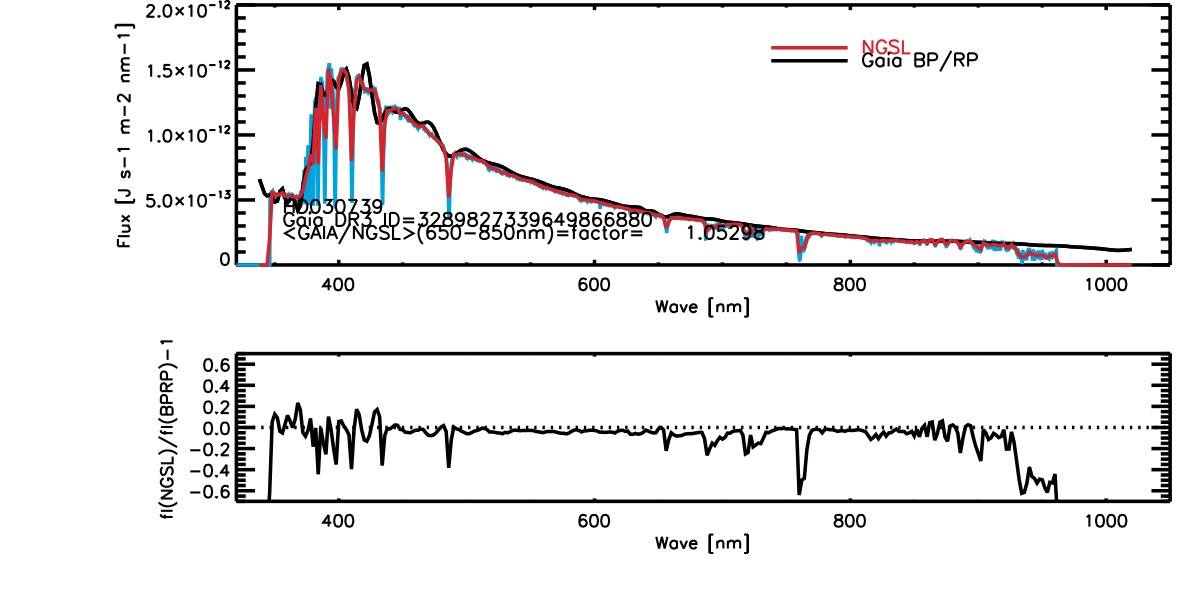 2.0×10−12
1.5×10−12
1.0×10−12
5.0×10−13
0
Flux [J s−1 m−2 nm−1]
NGSL
Gaia BP/RP
HD030739
Gaia DR3 ID=3289827339649866880
<GAIA/NGSL>(650−850nm)=factor= 1.05298
400 600 800 1000
Wave [nm]
fl(NGSL)/fl(BPRP)−1
0.6
0.4
0.2
0.0
−0.2
−0.4
−0.6
400 600 800 1000
Wave [nm]